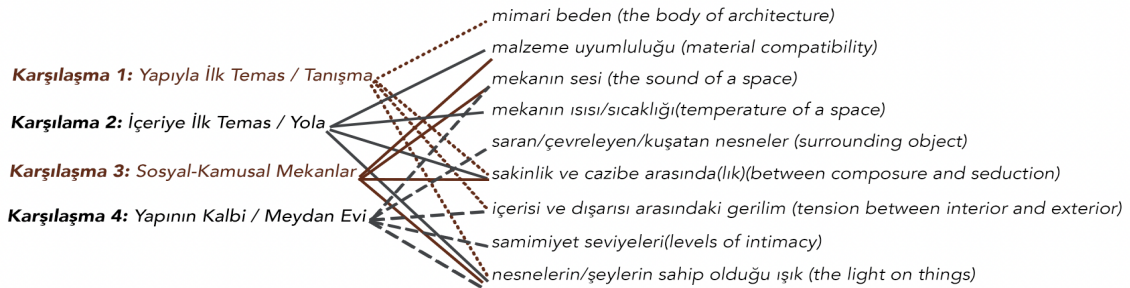 mimari beden (the body of architecture)
malzeme uyumluluğu (material compatibility)
Karşılaşma 1: Yapıyla İlk Temas / Tanışma
mekanın sesi (the sound of a space)
mekanın ısısı/sıcaklığı(temperature of a space)
Karşılama 2: İçeriye İlk Temas / Yola
saran/çevreleyen/kuşatan nesneler (surrounding object)
Karşılaşma 3: Sosyal-Kamusal Mekanlar
sakinlik ve cazibe arasında(lık)(between composure and seduction)
Karşılaşma 4: Yapının Kalbi / Meydan Evi
içerisi ve dışarısı arasındaki gerilim (tension between interior and exterior)
samimiyet seviyeleri(levels of intimacy)
nesnelerin/şeylerin sahip olduğu ışık (the light on things)